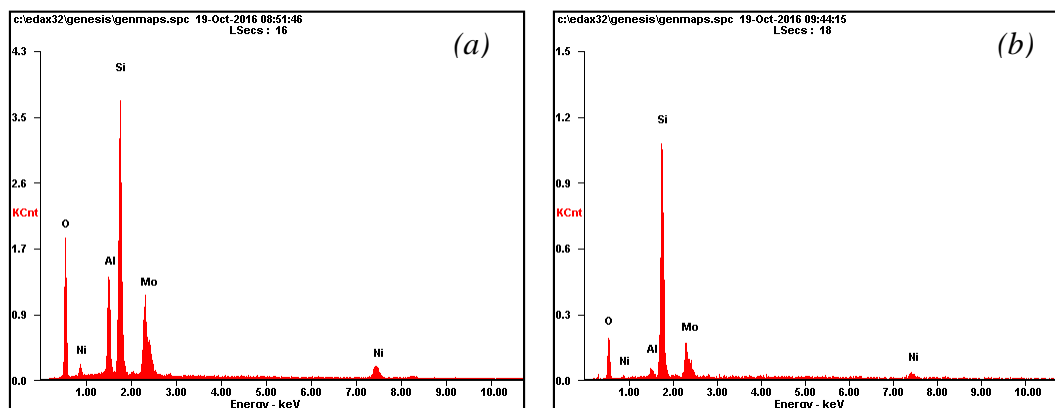 c:\edax32\genesis\genmaps.spc 19-Oct-2016 08:51:46
LSecs : 16
(a)
4.3
3.5
2.6
KCnt
1.7
0.9
0.0
Si
O
Al
Mo
Ni
Ni
1.00 2.00 3.00 4.00 5.00 6.00 7.00 8.00 9.00 10.00
Energy - keV
c:\edax32\genesis\genmaps.spc 19-Oct-2016 09:44:15
LSecs : 18
(b)
1.5
1.2
0.9
KCnt
0.6
0.3
0.0
Si
O
Mo
Al
Ni
Ni
1.00 2.00 3.00 4.00 5.00 6.00 7.00 8.00 9.00 10.00
Energy - keV